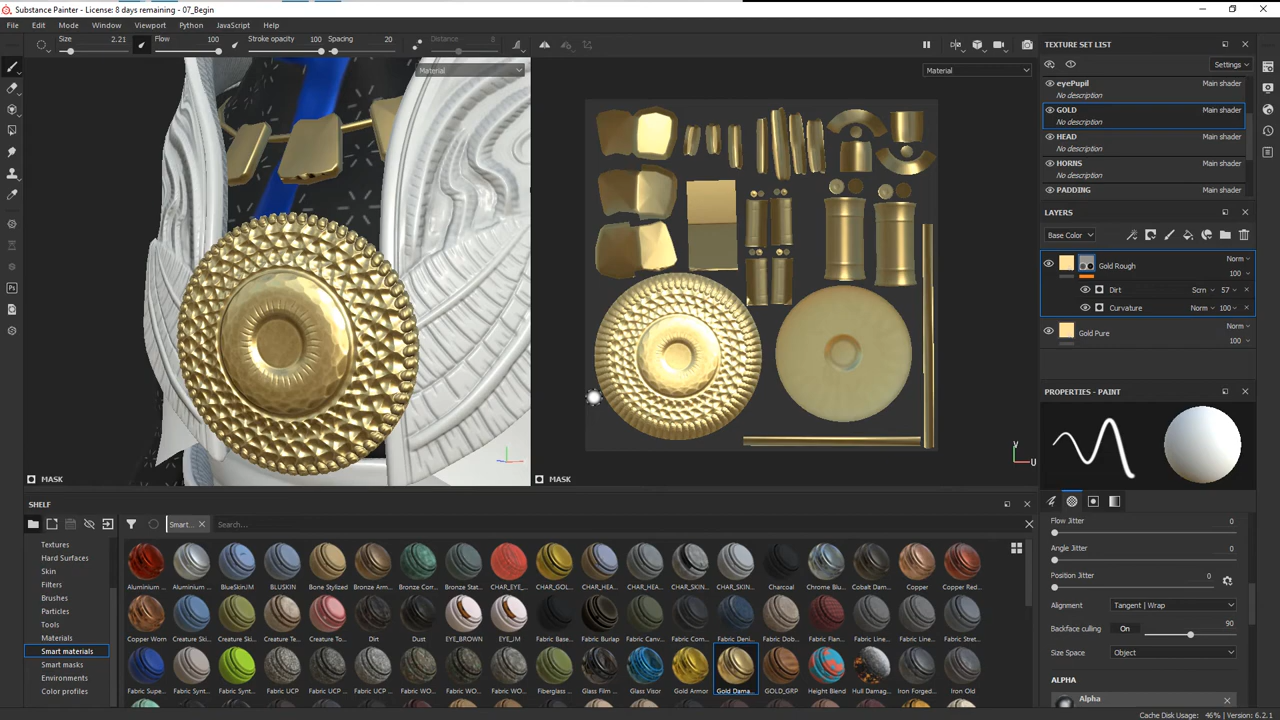 Substance Painter - License: 8 days remaining - 07_Begin
File Edit Mode Window Viewport Python JavaScript Help
Size 2.21 Flow 100 Stroke opacity 100 Spacing 20 Distance 8
Material
Material
MASK
MASK
V
U
TEXTURE SET LIST
Settings
eyePupil Main shader
No description
GOLD Main shader
No description
HEAD Main shader
No description
HORNS Main shader
No description
PADDING Main shader
LAYERS
Base Color
Gold Rough Norm 100
Dirt Scrn 57
Curvature Norm 100
Gold Pure Norm 100
PROPERTIES - PAINT
Flow Jitter 0
Angle Jitter 0
Position Jitter 0
Alignment Tangent | Wrap
Backface culling On 90
Size Space Object
ALPHA
Alpha
SHELF
Smart... Search...
Textures
Hard Surfaces
Skin
Filters
Brushes
Particles
Tools
Materials
Smart materials
Smart masks
Environments
Color profiles
Aluminium ... Aluminium ... BlueSkinJM BLUSKIN Bone Stylized Bronze Arm... Bronze Cor... Bronze Stat... CHAR_EYE_... CHAR_GOL... CHAR_HEA... CHAR_HEA... CHAR_SKIN... CHAR_SKIN... Charcoal Chrome Blu... Cobalt Dam... Copper Copper Red...
Copper Worn Creature Sk... Creature Ski... Creature Te... Creature To... Dirt Dust EYE_BROWN EYE_JM Fabric Base... Fabric Burlap Fabric Canv... Fabric Com... Fabric Deni... Fabric Dob... Fabric Flan... Fabric Line... Fabric Line... Fabric Stret...
Fabric Supe... Fabric Synt... Fabric Synt... Fabric UCP Fabric UCP ... Fabric WO... Fabric WO... Fabric WO... Fiberglass ... Glass Film ... Glass Visor Gold Armor Gold Dama... GOLD_GRP Height Blend Hull Damag... Iron Forged... Iron Old
Cache Disk Usage: 46% | Version: 6.2.1